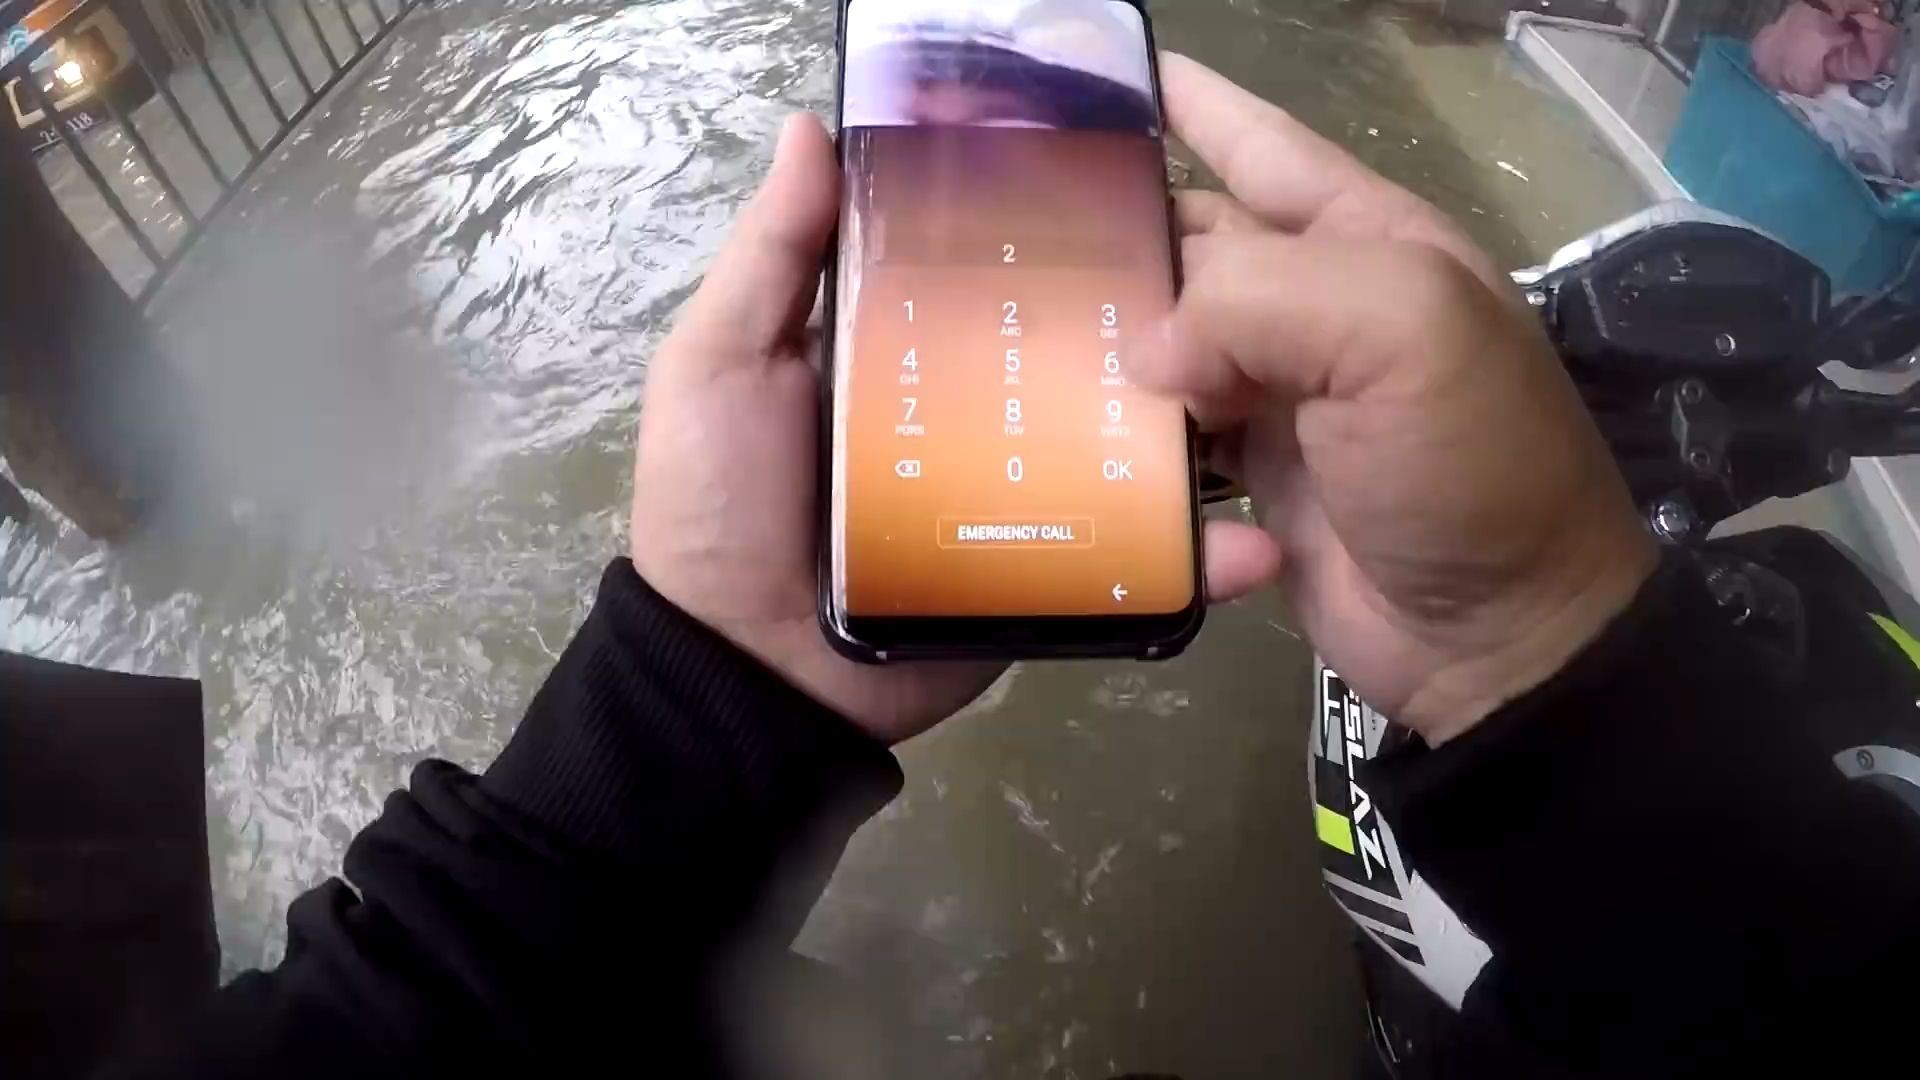 2
1 2 3
ABC DEF
4 5 6
GHI JKL MNO
7 8 9
PQRS TUV WXYZ
0 OK
EMERGENCY CALL